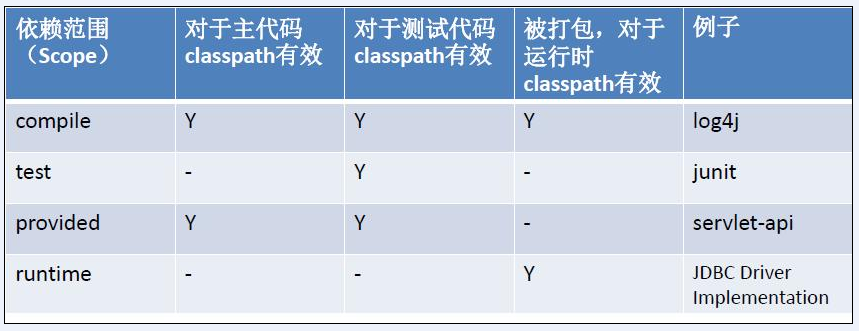 依赖范围
（Scope）
对于主代码
classpath有效
对于测试代码
classpath有效
被打包，对于
运行时
classpath有效
例子
compile Y Y Y log4j
test - Y - junit
provided Y Y - servlet-api
runtime - - Y JDBC Driver
Implementation